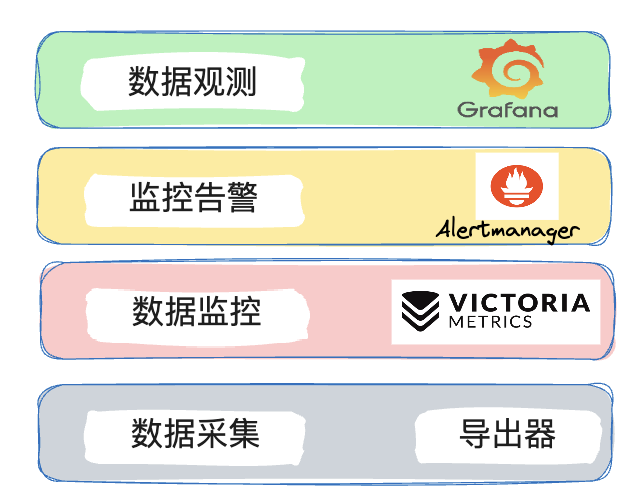 数据观测
Grafana
监控告警
Alertmanager
数据监控
VICTORIA
METRICS
数据采集
导出器